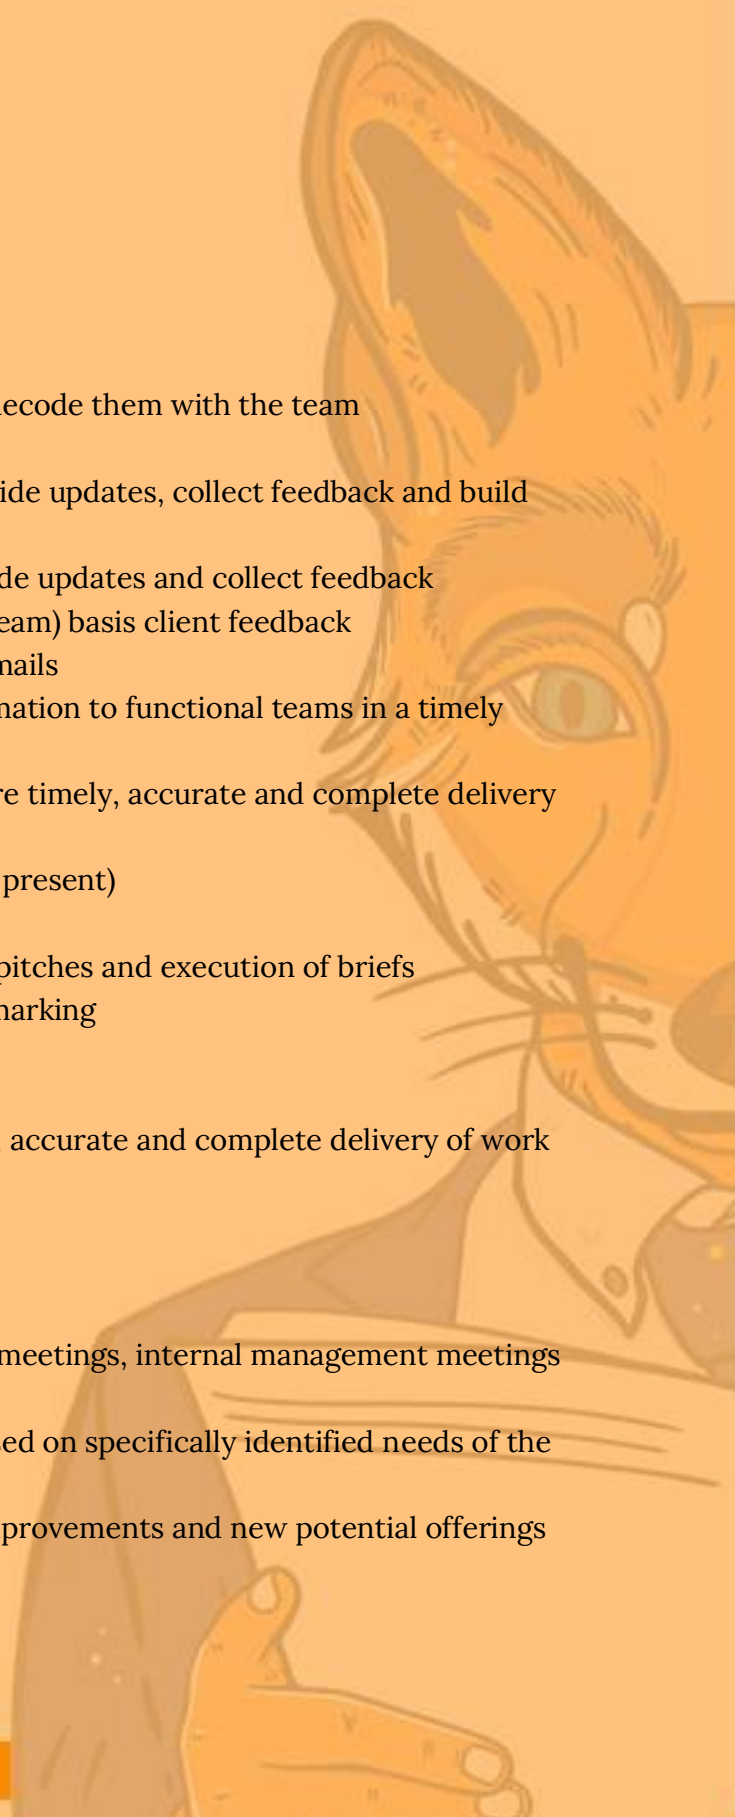 ecode them with the team
ide updates, collect feedback and build
de updates and collect feedback
eam) basis client feedback
mails
nation to functional teams in a timely
re timely, accurate and complete delivery
present)
pitches and execution of briefs
narking
accurate and complete delivery of work
meetings, internal management meetings
sed on specifically identified needs of the
provements and new potential offerings